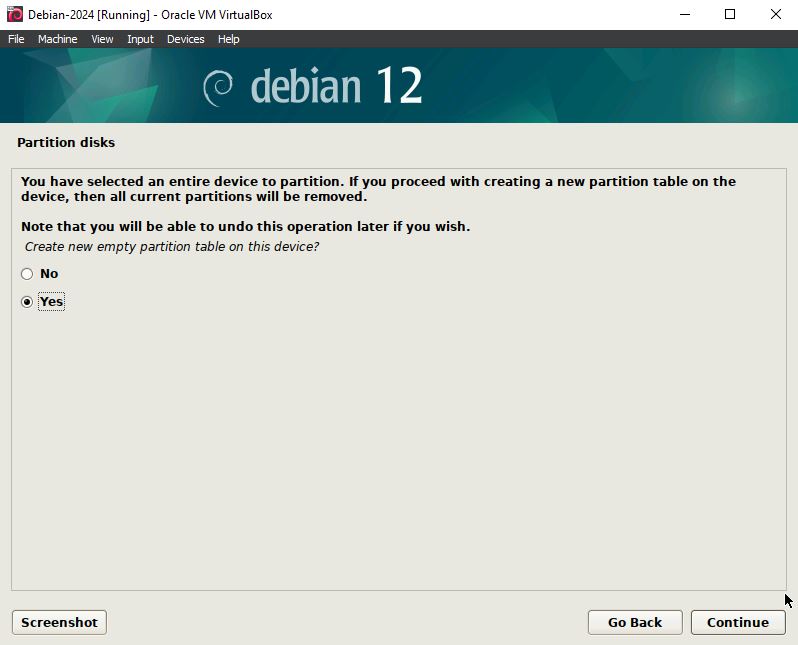 Debian-2024 [Running] - Oracle VM VirtualBox
File Machine View Input Devices Help
debian 12
Partition disks
You have selected an entire device to partition. If you proceed with creating a new partition table on the
device, then all current partitions will be removed.
Note that you will be able to undo this operation later if you wish.
Create new empty partition table on this device?
No
Yes
Screenshot Go Back Continue